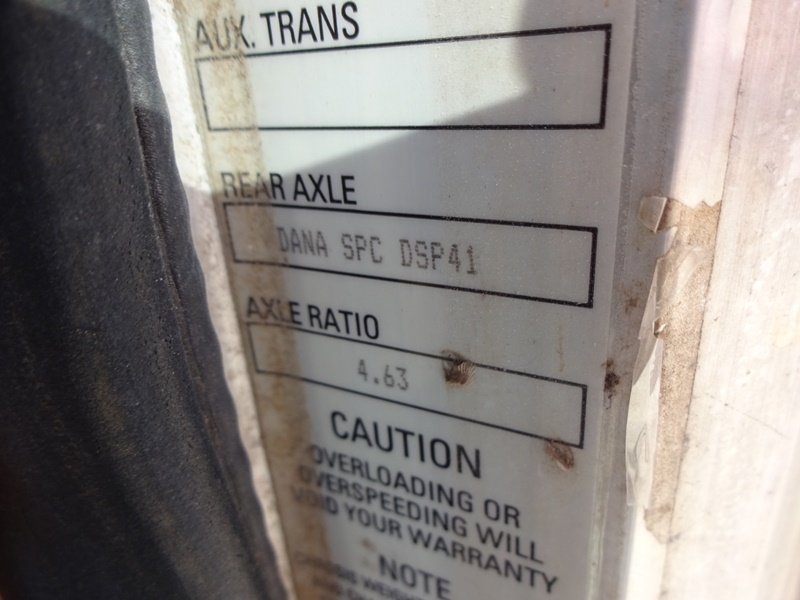 AUX. TRANS
REAR AXLE
DANA SPC DSP41
AXLE RATIO
4.63
CAUTION
OVERLOADING OR
OVERSPEEDING WILL
VOID YOUR WARRANTY
NOTE